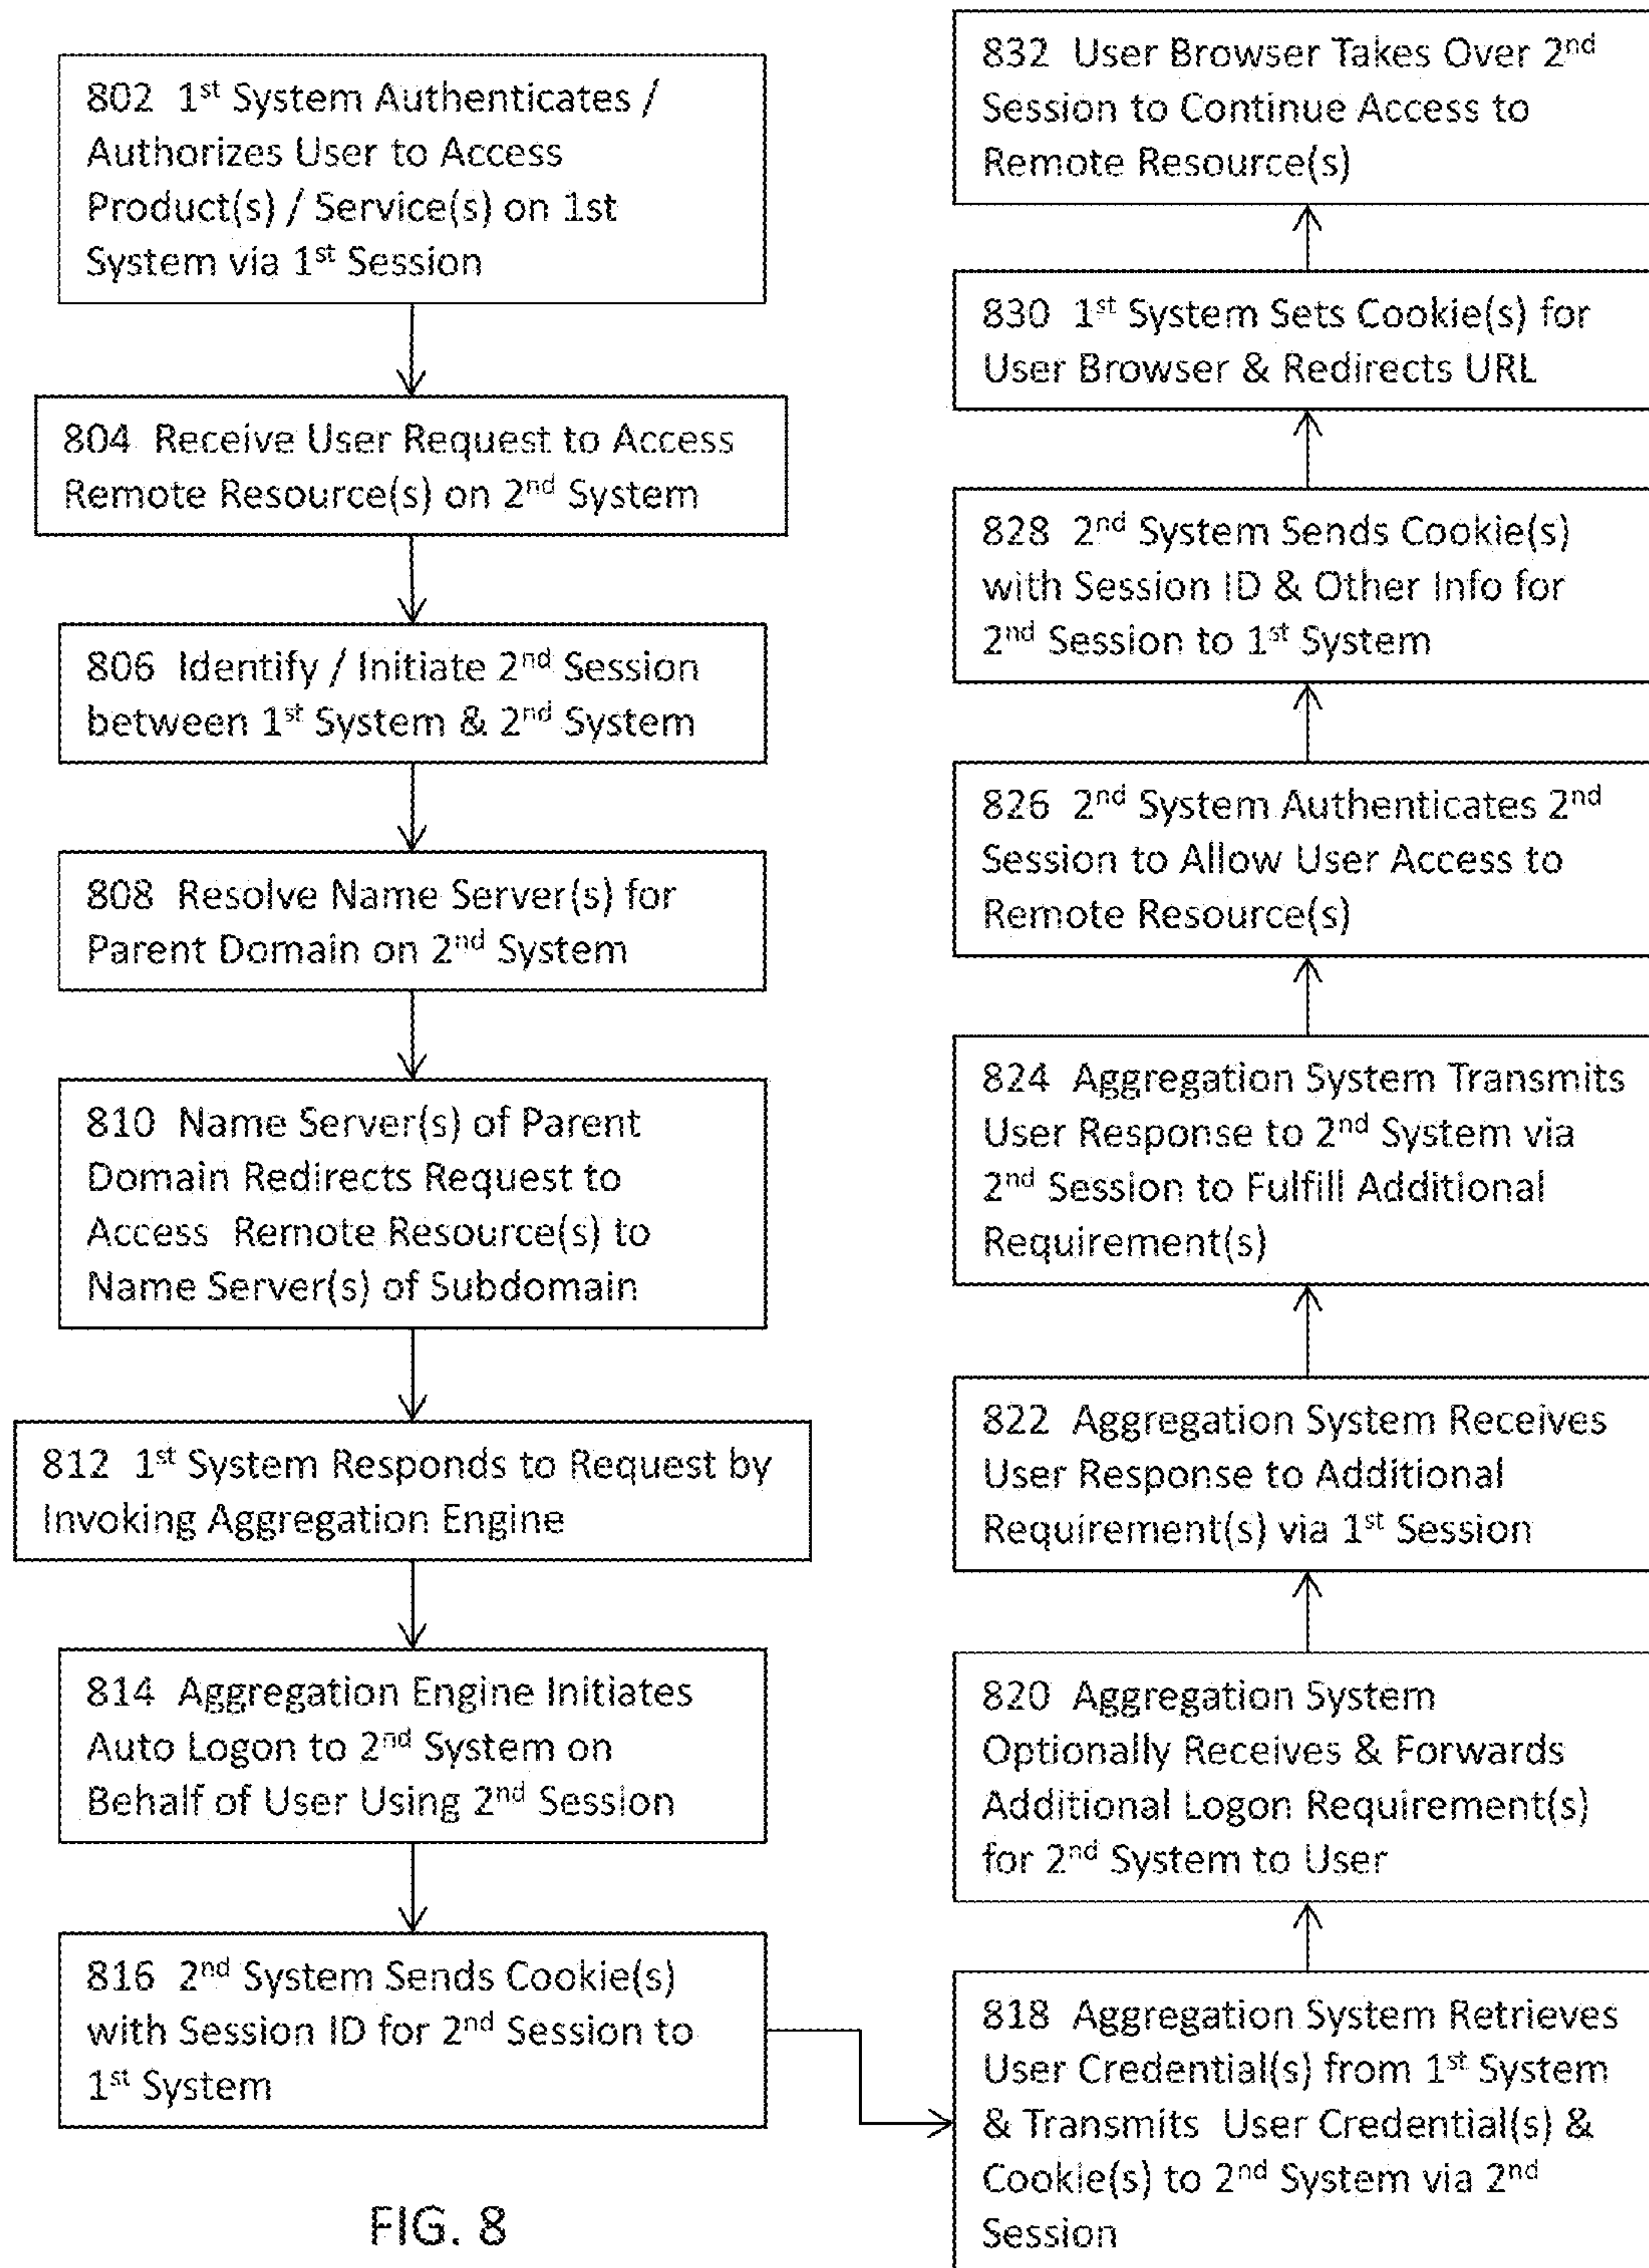 802 1st System Authenticates /
Authorizes User to Access
Product(s) / Service(s) on 1st
System via 1st Session
804 Receive User Request to Access
Remote Resource(s) on 2nd System
806 Identify / Initiate 2nd Session
between 1st System & 2nd System
808 Resolve Name Server(s) for
Parent Domain on 2nd System
810 Name Server(s) of Parent
Domain Redirects Request to
Access Remote Resource(s) to
Name Server(s) of Subdomain
812 1st System Responds to Request by
Invoking Aggregation Engine
814 Aggregation Engine Initiates
Auto Logon to 2nd System on
Behalf of User Using 2nd Session
816 2nd System Sends Cookie(s)
with Session ID for 2nd Session to
1st System
818 Aggregation System Retrieves
User Credential(s) from 1st System
& Transmits User Credential(s) &
Cookie(s) to 2nd System via 2nd
Session
820 Aggregation System
Optionally Receives & Forwards
Additional Logon Requirement(s)
for 2nd System to User
822 Aggregation System Receives
User Response to Additional
Requirement(s) via 1st Session
824 Aggregation System Transmits
User Response to 2nd System via
2nd Session to Fulfill Additional
Requirement(s)
826 2nd System Authenticates 2nd
Session to Allow User Access to
Remote Resource(s)
828 2nd System Sends Cookie(s)
with Session ID & Other Info for
2nd Session to 1st System
830 1st System Sets Cookie(s) for
User Browser & Redirects URL
832 User Browser Takes Over 2nd
Session to Continue Access to
Remote Resource(s)
FIG. 8